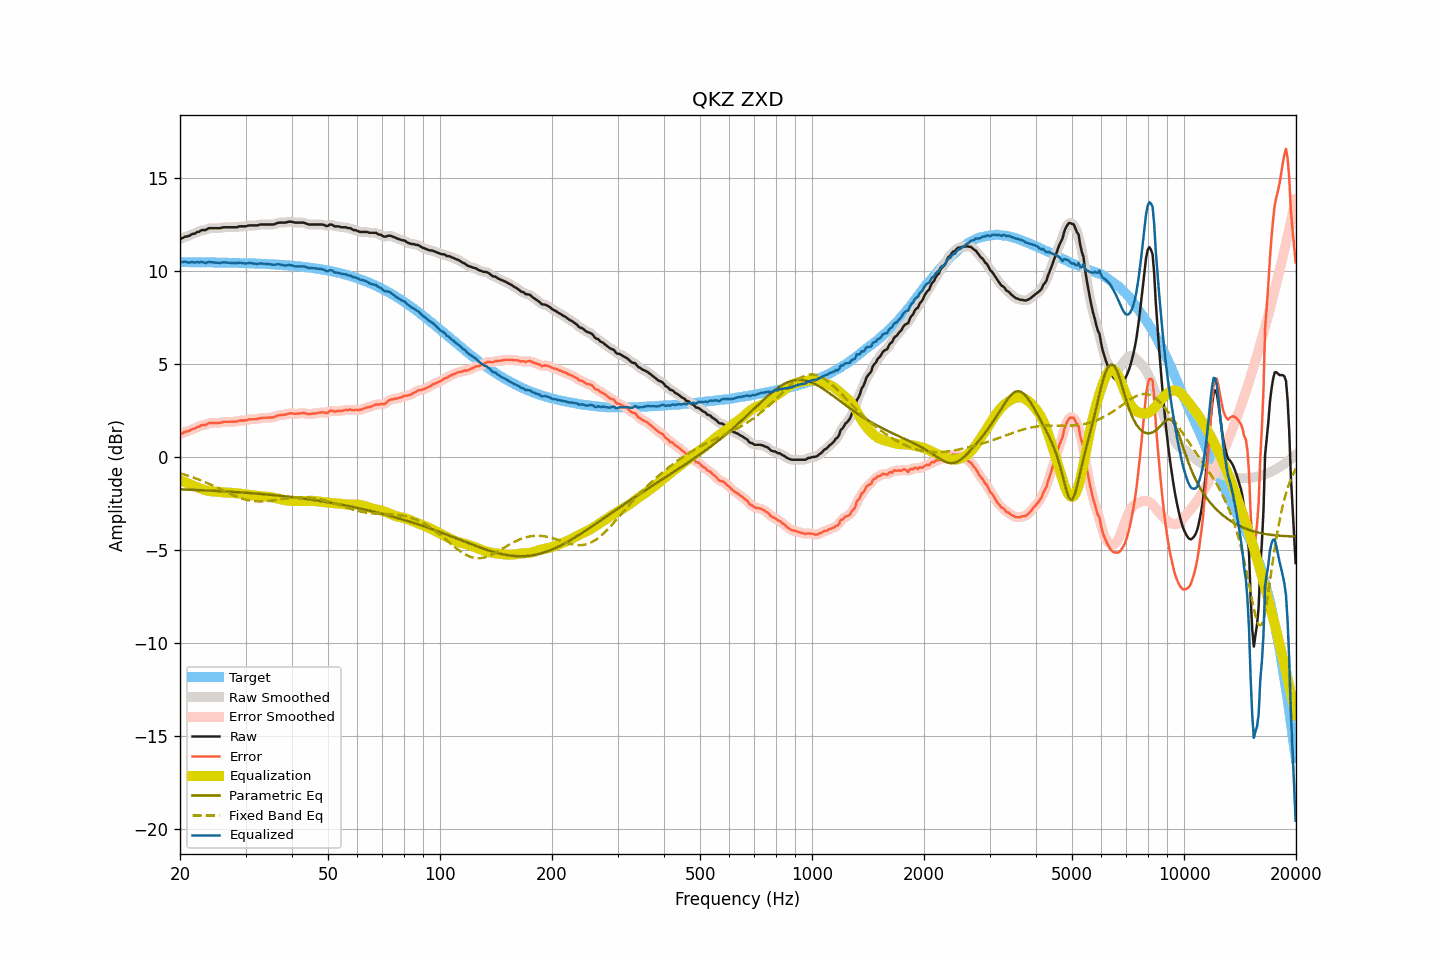 QKZ ZXD
Amplitude (dBr)
15
10
5
0
−5
−10
−15
−20
Target
Raw Smoothed
Error Smoothed
Raw
Error
Equalization
Parametric Eq
Fixed Band Eq
Equalized
20 50 100 200 500 1000 2000 5000 10000 20000
Frequency (Hz)